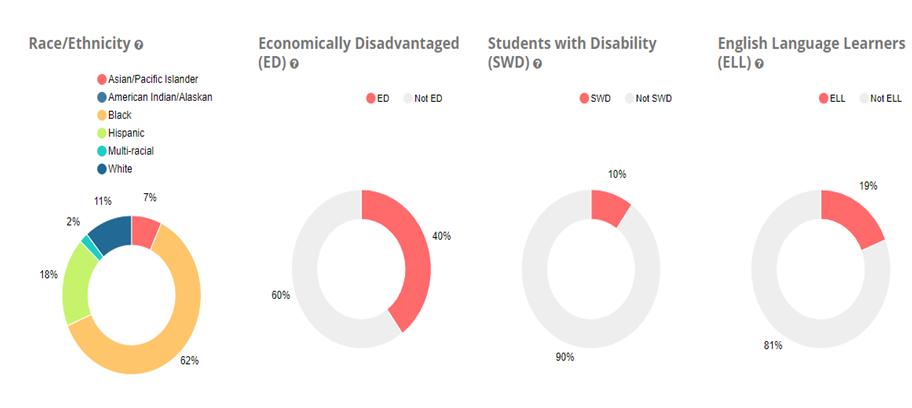 Race/Ethnicity ?
Asian/Pacific Islander
American Indian/Alaskan
Black
Hispanic
Multi-racial
White
11%
7%
2%
18%
62%
Economically Disadvantaged
(ED) ?
ED Not ED
40%
60%
Students with Disability
(SWD) ?
SWD Not SWD
10%
90%
English Language Learners
(ELL) ?
ELL Not ELL
19%
81%